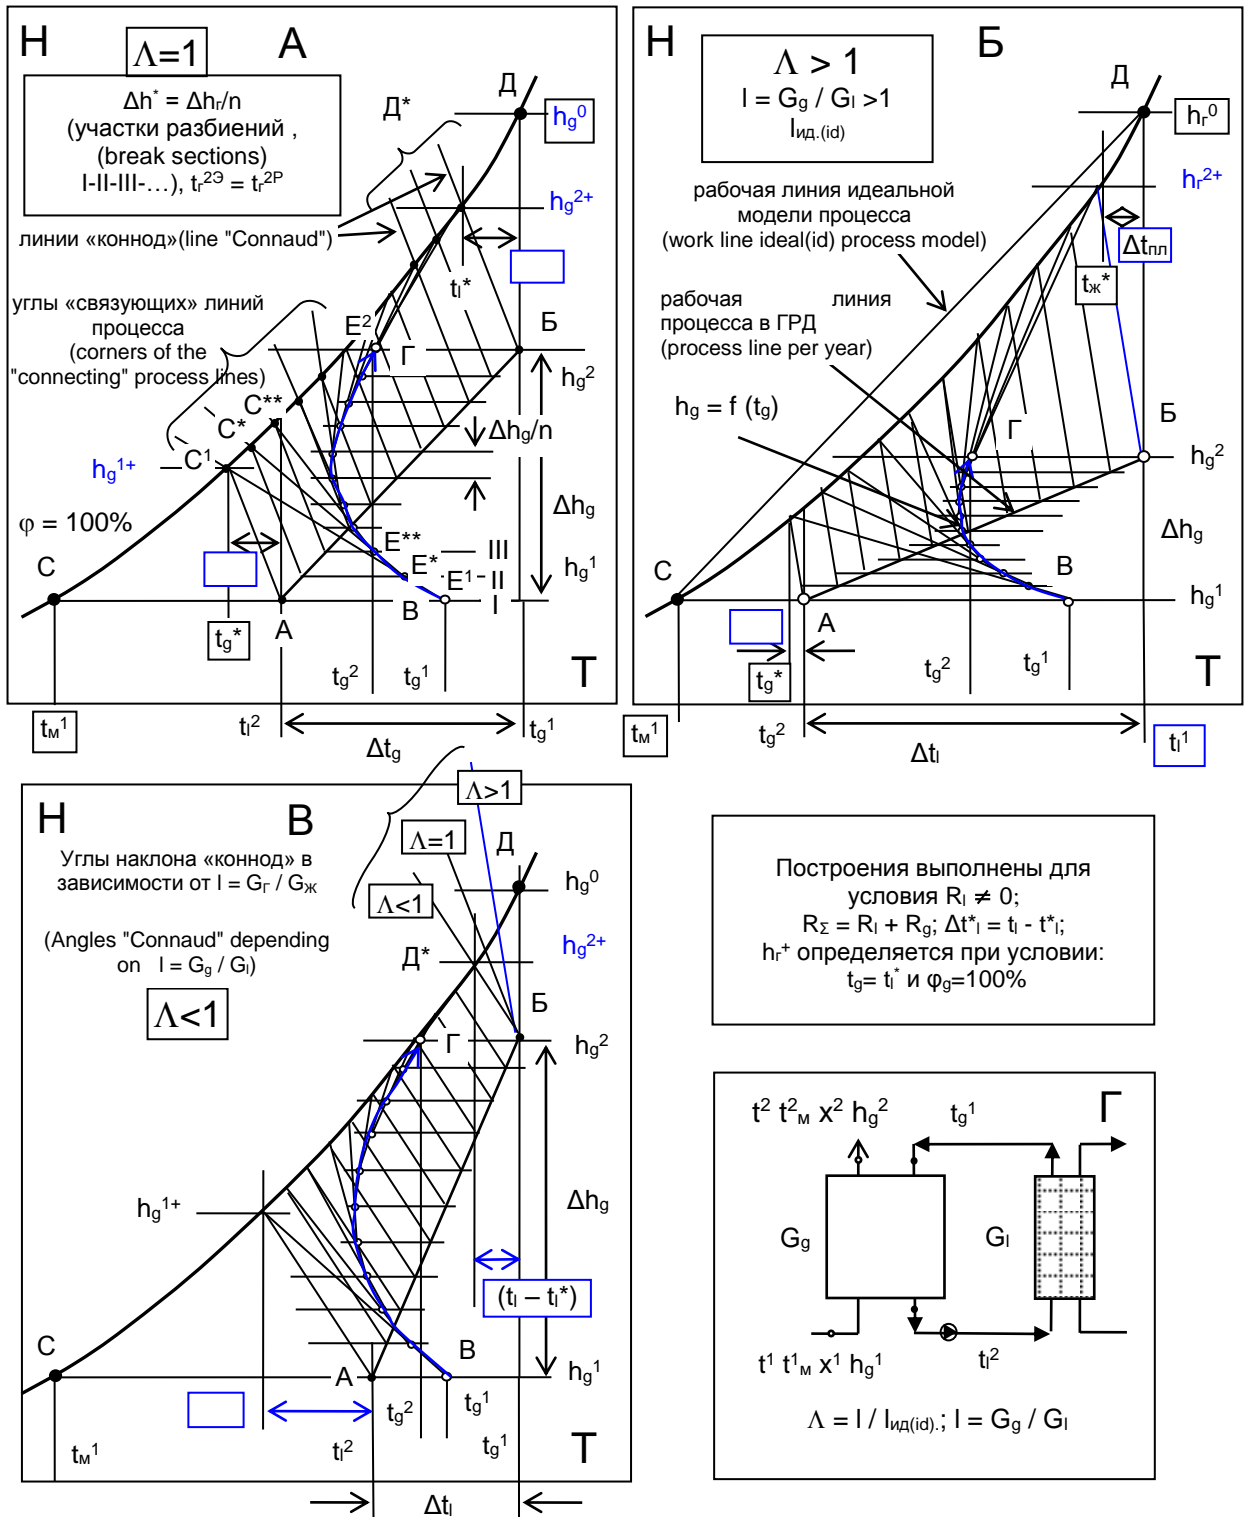 H
А
Λ=1
Δh* = Δhг/n
(участки разбиений ,
(break sections)
I-II-III-…), tг²Э = tг²Р
линии «коннод»(line "Connaud")
углы «связующих» линий
процесса
(corners of the
"connecting" process lines)
Д
Д*
hg⁰
hg²⁺
tl*
Б
E²
Г
hg²
C**
C*
C¹
hg¹⁺
Δhg/n
Δhg
φ = 100%
E**
III
E*
II
E¹
hg¹
С
I
А
В
tg*
tg²
tg¹
Т
tм¹
tl²
Δtg
tg¹
H
Б
Λ > 1
l = Gg / Gl >1
lид.(id)
Д
hг⁰
hг²⁺
рабочая линия идеальной
модели процесса
(work line ideal(id) process model)
Δtпл
tж*
рабочая линия
процесса в ГРД
(process line per year)
hg = f (tg)
Б
Г
hg²
Δhg
С
В
hg¹
А
tg*
tg²
tg¹
Т
tм¹
tg²
Δtl
tl¹
H
В
Углы наклона «коннод» в
зависимости от l = GГ / GЖ
(Angles "Connaud" depending
on l = Gg / Gl)
Λ<1
Λ>1
Λ=1
Λ<1
Д
hg⁰
hg²⁺
Д*
Б
Г
hg²
hg¹⁺
Δhg
(tl – tl*)
С
В
А
hg¹
tм¹
tl²
tg²
tg¹
tg¹
Т
Δtl
Построения выполнены для
условия Rl ≠ 0;
RΣ = Rl + Rg; Δt*l = tl - t*l;
hг⁺ определяется при условии:
tg= tl* и φg=100%
t² t²м x² hg²
tg¹
Г
Gg
Gl
t¹ t¹м x¹ hg¹
tl²
Λ = l / lид(id).; l = Gg / Gl